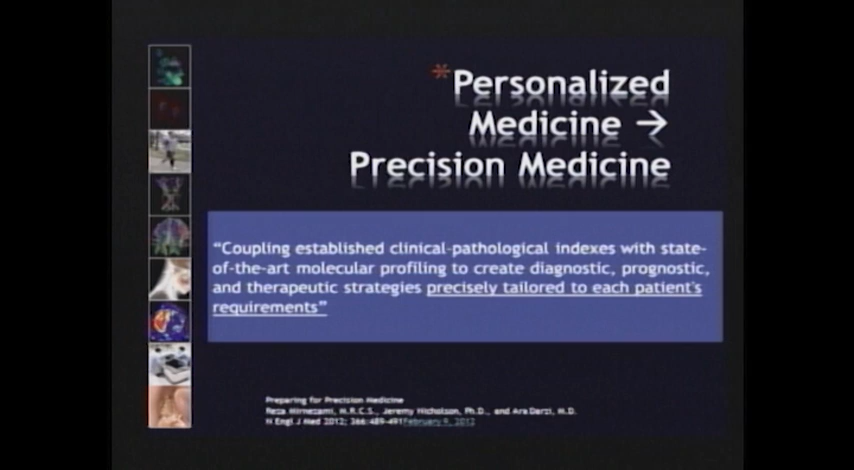 *Personalized
Medicine →
Precision Medicine
“Coupling established clinical-pathological indexes with state-
of-the-art molecular profiling to create diagnostic, prognostic,
and therapeutic strategies precisely tailored to each patient's
requirements”
Preparing for Precision Medicine
Reza Mirnezami, M.R.C.S., Jeremy Nicholson, Ph.D., and Ara Darzi, M.D.
N Engl J Med 2012; 366:489-491February 9, 2012